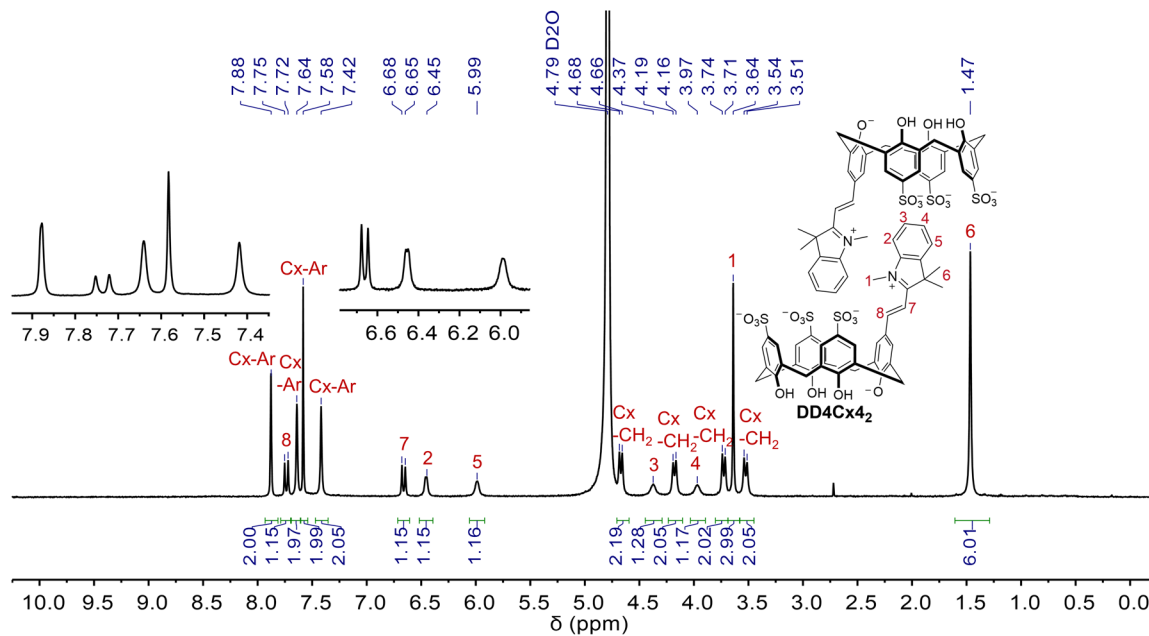 7.88
7.75
7.72
7.64
7.58
7.42
6.68
6.65
6.45
5.99
4.79 D2O
4.68
4.66
4.37
4.19
4.16
3.97
3.74
3.71
3.64
3.54
3.51
1.47
O⁻ OH OH HO
SO₃⁻ SO₃⁻ SO₃⁻
N⁺
3 4
2 5
1 N⁺ 6
8 7
⁻O₃S SO₃⁻ SO₃⁻
OH OH OH O⁻
DD4Cx4₂
7.9 7.8 7.7 7.6 7.5 7.4
6.6 6.4 6.2 6.0
Cx-Ar
Cx-Ar
Cx
-Ar
Cx-Ar
8
7
2
5
Cx
-CH₂
3
Cx
-CH₂
4
Cx
-CH₂
1
Cx
-CH₂
6
2.00
1.15
1.97
1.99
2.05
1.15
1.15
1.16
2.19
1.28
2.05
1.17
2.02
2.99
2.05
6.01
10.0 9.5 9.0 8.5 8.0 7.5 7.0 6.5 6.0 5.5 5.0 4.5 4.0 3.5 3.0 2.5 2.0 1.5 1.0 0.5 0.0
δ (ppm)